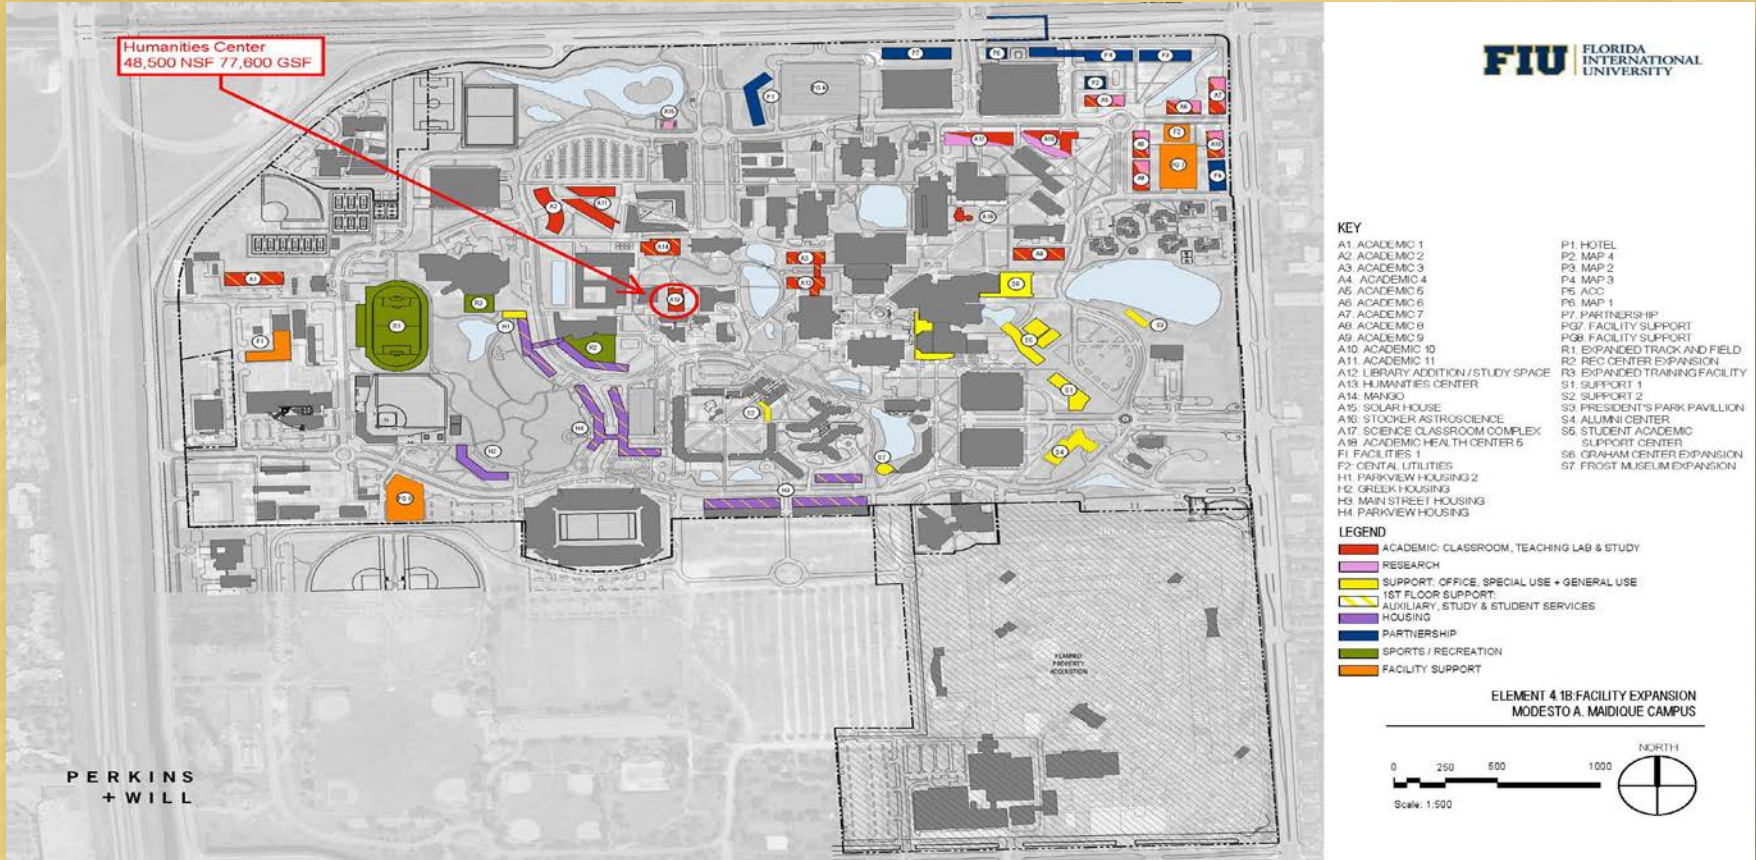 Humanities Center
48,500 NSF 77,600 GSF
FIU
FLORIDA
INTERNATIONAL
UNIVERSITY
KEY
A1. ACADEMIC 1
A2. ACADEMIC 2
A3. ACADEMIC 3
A4. ACADEMIC 4
A5. ACADEMIC 5
A6. ACADEMIC 6
A7. ACADEMIC 7
A8. ACADEMIC 8
A9. ACADEMIC 9
A10. ACADEMIC 10
A11. ACADEMIC 11
A12. LIBRARY ADDITION / STUDY SPACE
A13. HUMANITIES CENTER
A14. MANGO
A15. SOLAR HOUSE
A16. STOCKER ASTROSCIENCE
A17. SCIENCE CLASSROOM COMPLEX
A18. ACADEMIC HEALTH CENTER 5
F1. FACILITIES 1
F2: CENTAL UTILITIES
H1. PARKVIEW HOUSING 2
H2. GREEK HOUSING
H3. MAIN STREET HOUSING
H4. PARKVIEW HOUSING
P1. HOTEL
P2. MAP 4
P3. MAP 2
P4. MAP 3
P5. ACC
P6. MAP 1
P7. PARTNERSHIP
PG7. FACILITY SUPPORT
PG8. FACILITY SUPPORT
R1. EXPANDED TRACK AND FIELD
R2. REC CENTER EXPANSION
R3. EXPANDED TRAINING FACILITY
S1. SUPPORT 1
S2. SUPPORT 2
S3. PRESIDENT'S PARK PAVILLION
S4. ALUMNI CENTER
S5. STUDENT ACADEMIC
SUPPORT CENTER
S6. GRAHAM CENTER EXPANSION
S7. FROST MUSEUM EXPANSION
LEGEND
ACADEMIC: CLASSROOM, TEACHING LAB & STUDY
RESEARCH
SUPPORT: OFFICE, SPECIAL USE + GENERAL USE
1ST FLOOR SUPPORT:
AUXILIARY, STUDY & STUDENT SERVICES
HOUSING
PARTNERSHIP
SPORTS / RECREATION
FACILITY SUPPORT
ELEMENT 4.1B:FACILITY EXPANSION
MODESTO A. MAIDIQUE CAMPUS
NORTH
0 250 500 1000
Scale: 1:500
PLANNED
PROPERTY
ACQUISITION
PERKINS
+ WILL